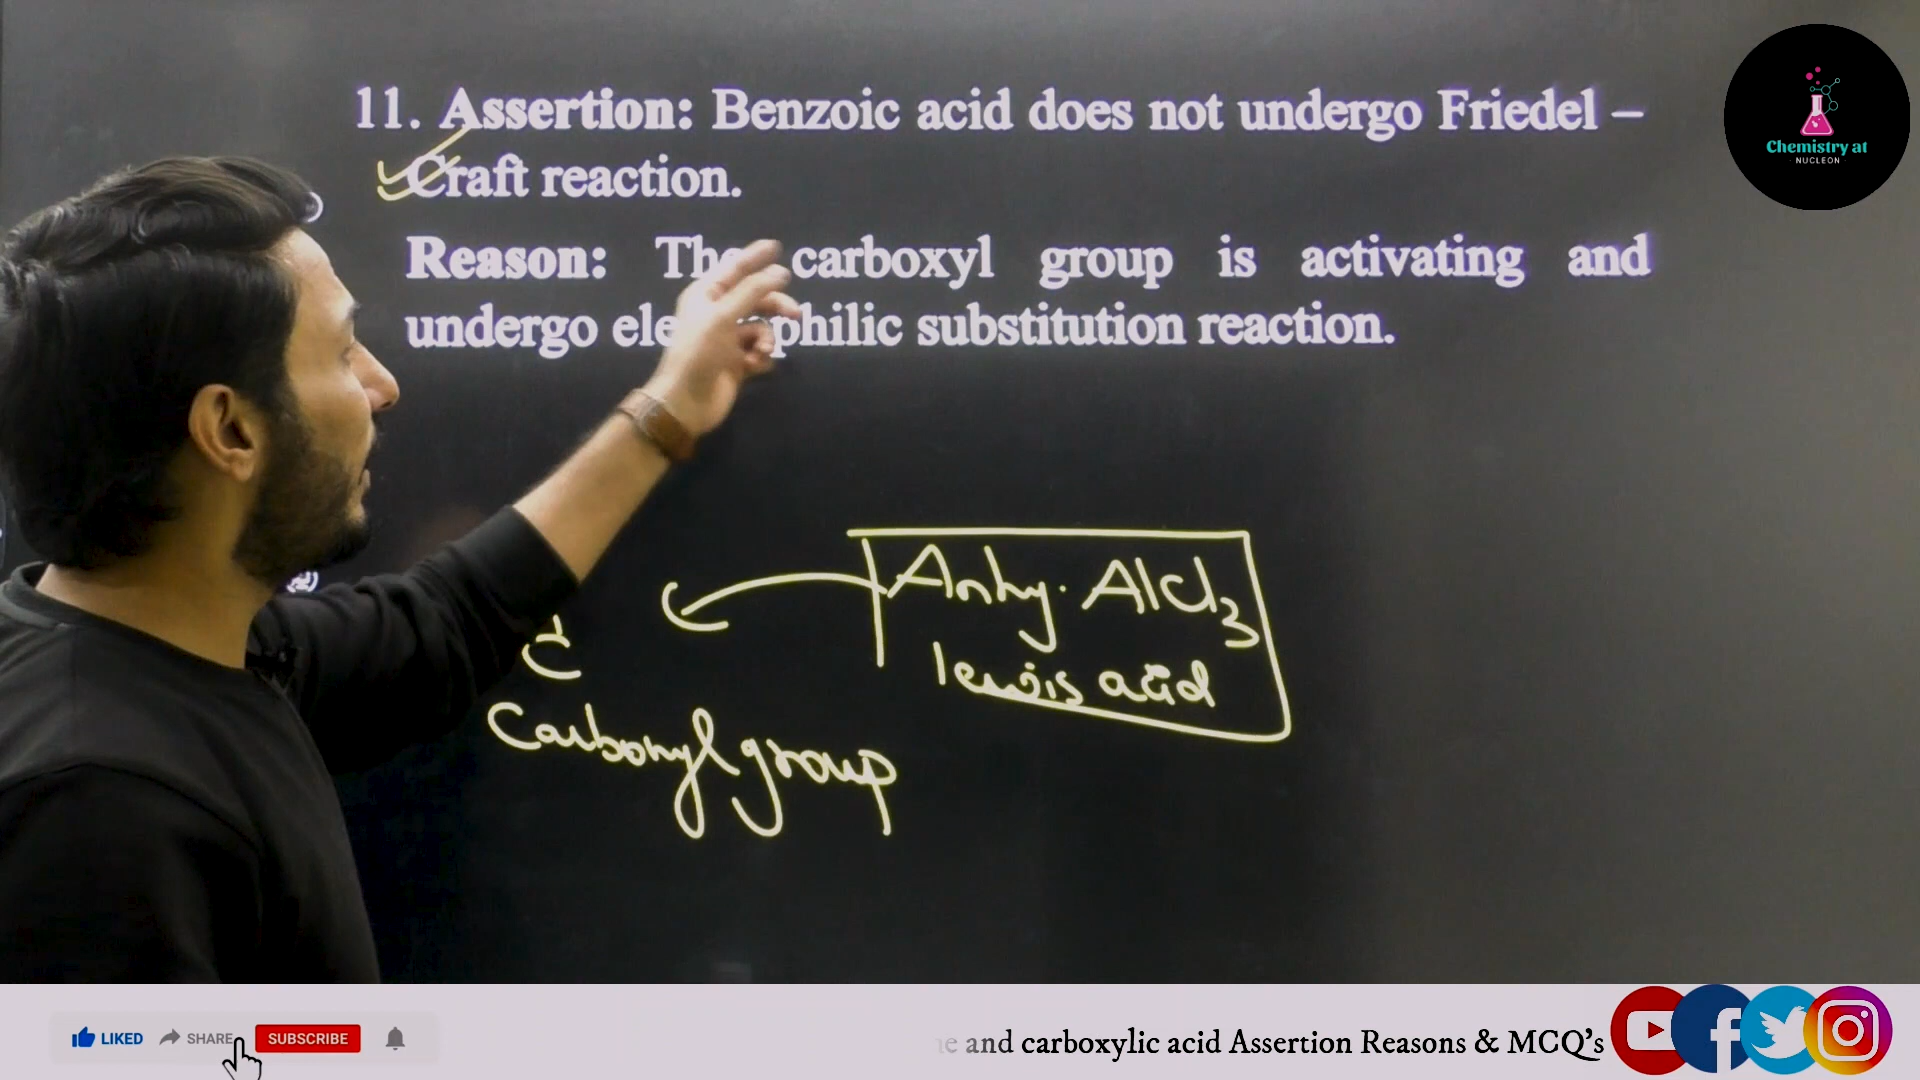 11. Assertion: Benzoic acid does not undergo Friedel –
Craft reaction.
Reason: The carboxyl group is activating and
undergo philic substitution reaction.
Chemistry at
NUCLEON
Anhy. AlCl3
lewis acid
C
Carbonyl group
LIKED
SHARE
SUBSCRIBE
and carboxylic acid Assertion Reasons & MCQ's